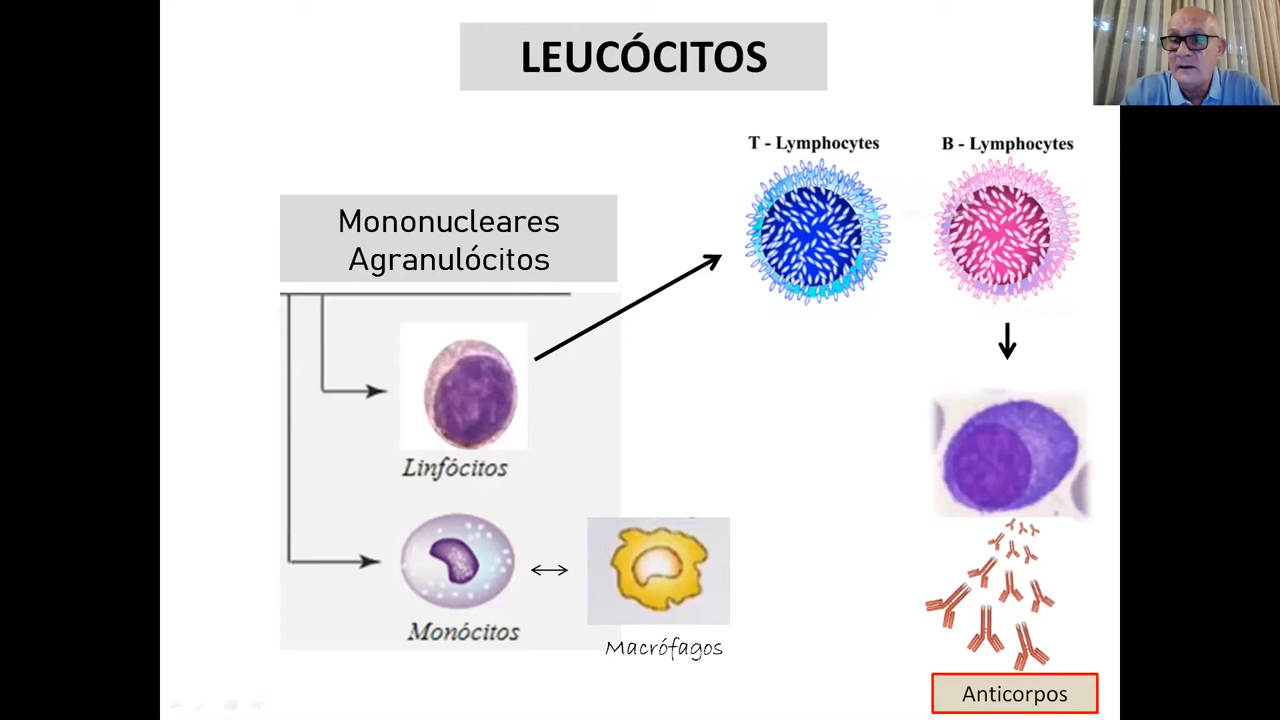 LEUCÓCITOS
T - Lymphocytes
B - Lymphocytes
Mononucleares
Agranulócitos
Linfócitos
Monócitos
Macrófagos
Anticorpos